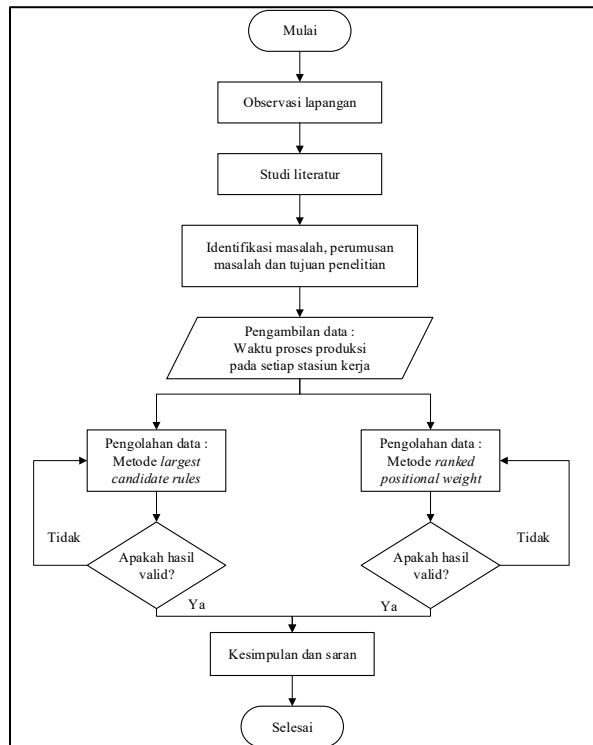 Mulai
Observasi lapangan
Studi literatur
Identifikasi masalah, perumusan
masalah dan tujuan penelitian
Pengambilan data :
Waktu proses produksi
pada setiap stasiun kerja
Pengolahan data :
Metode largest
candidate rules
Pengolahan data :
Metode ranked
positional weight
Tidak
Apakah hasil
valid?
Apakah hasil
valid?
Tidak
Ya
Ya
Kesimpulan dan saran
Selesai